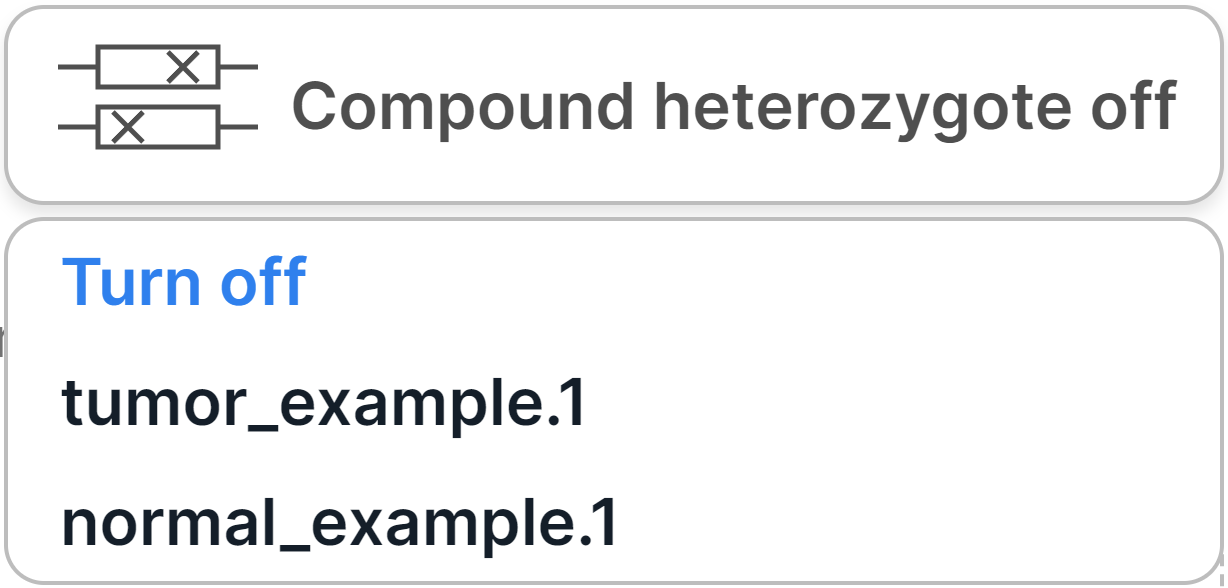 Compound heterozygote off
Turn off
tumor_example.1
normal_example.1